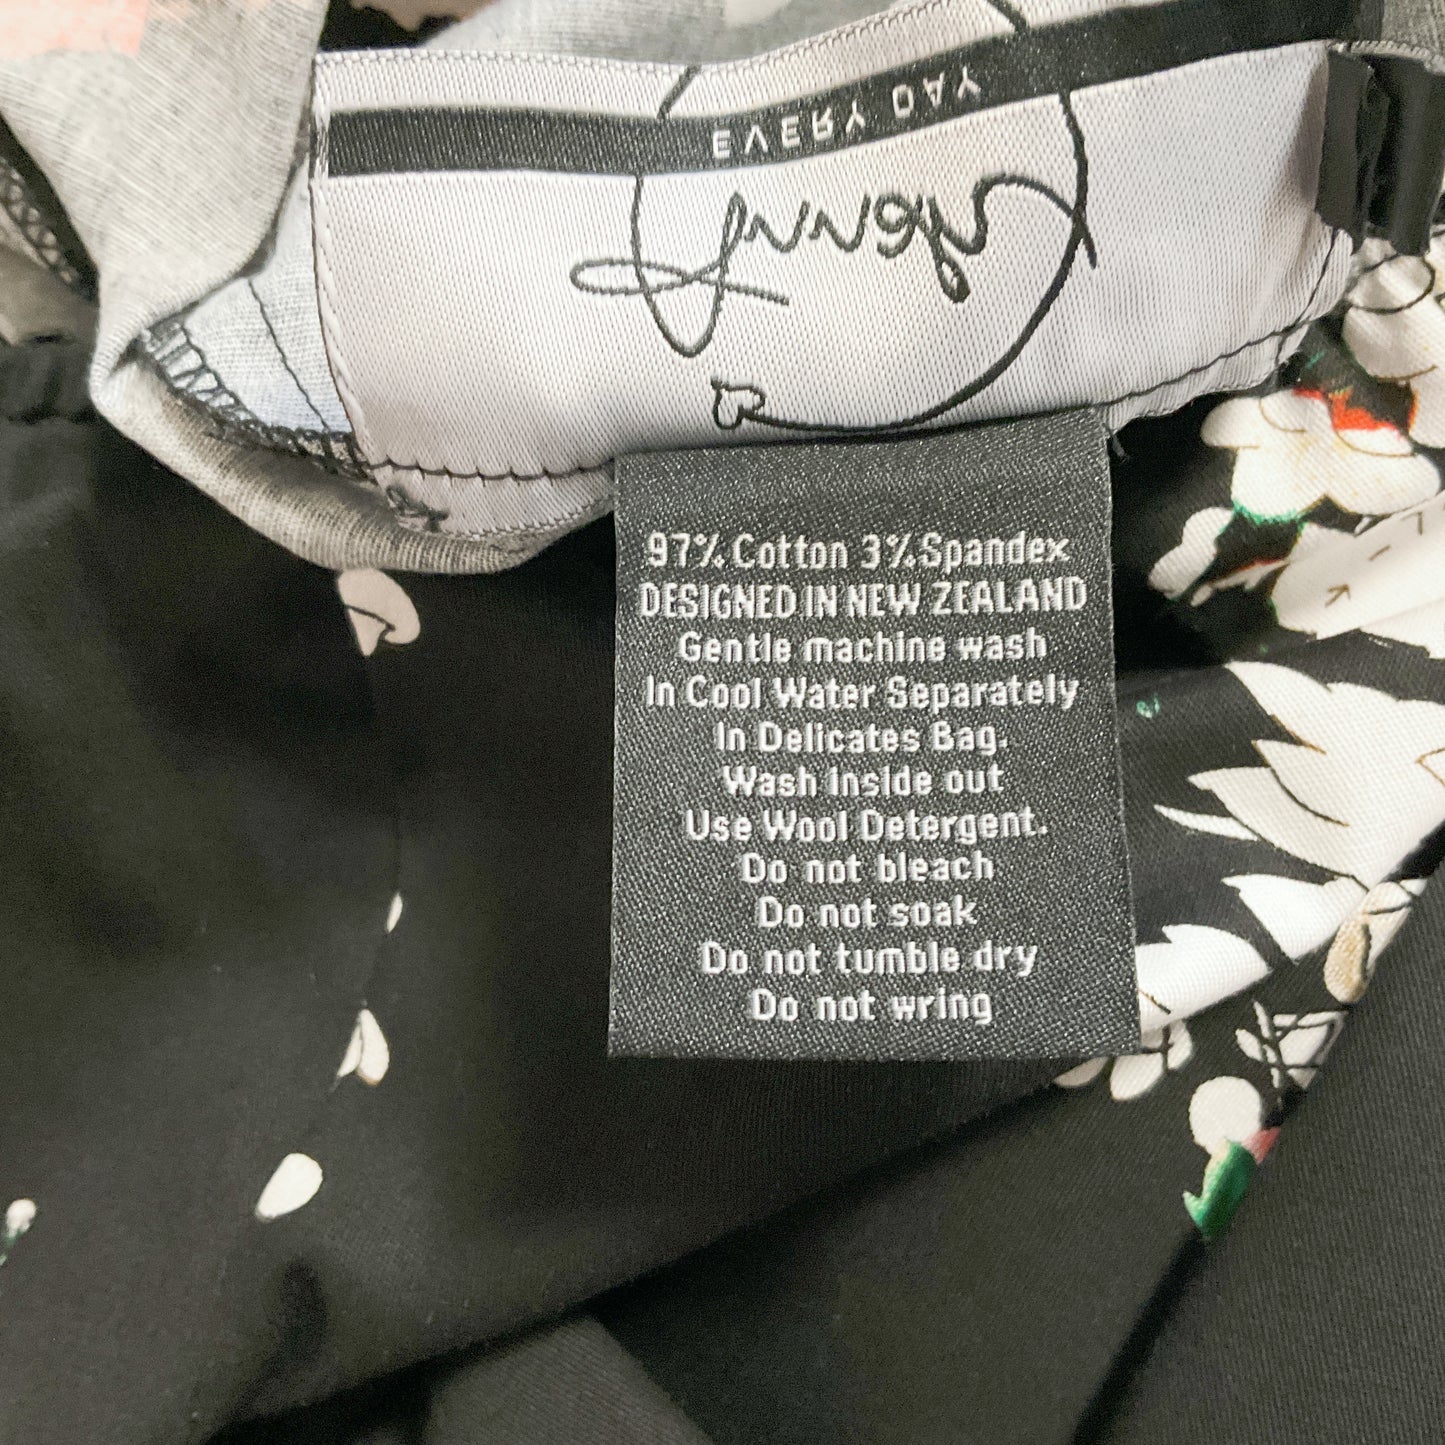 EVERY DAY
97% Cotton 3% Spandex
DESIGNED IN NEW ZEALAND
Gentle machine wash
In Cool Water Separately
In Delicates Bag.
Wash inside out
Use Wool Detergent.
Do not bleach
Do not soak
Do not tumble dry
Do not wring